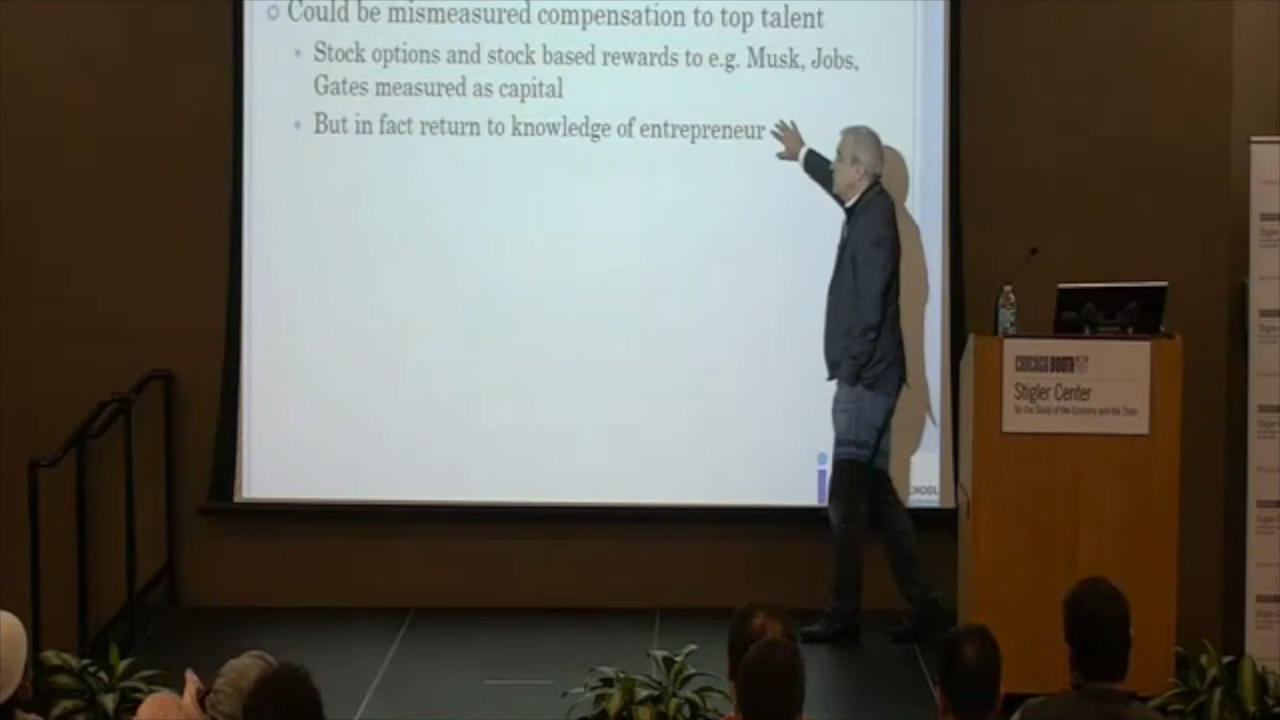 Could be mismeasured compensation to top talent
Stock options and stock based rewards to e.g. Musk, Jobs,
Gates measured as capital
But in fact return to knowledge of entrepreneur
CHICAGO BOOTH
Stigler Center
for the Study of the Economy and the State